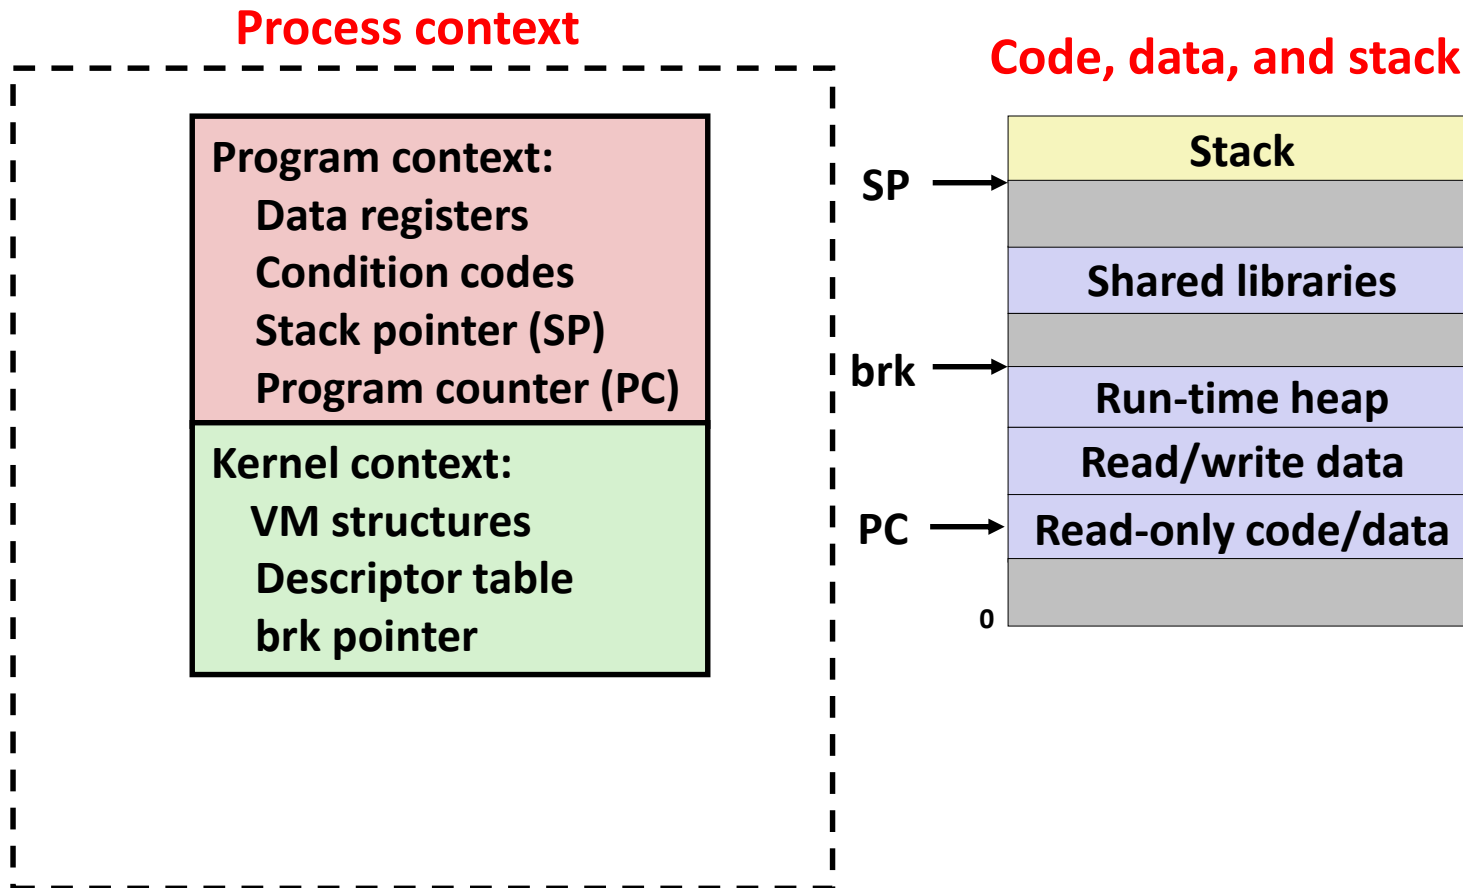 Process context
Program context:
Data registers
Condition codes
Stack pointer (SP)
Program counter (PC)
Kernel context:
VM structures
Descriptor table
brk pointer
Code, data, and stack
Stack
SP
Shared libraries
brk
Run-time heap
Read/write data
PC
Read-only code/data
0